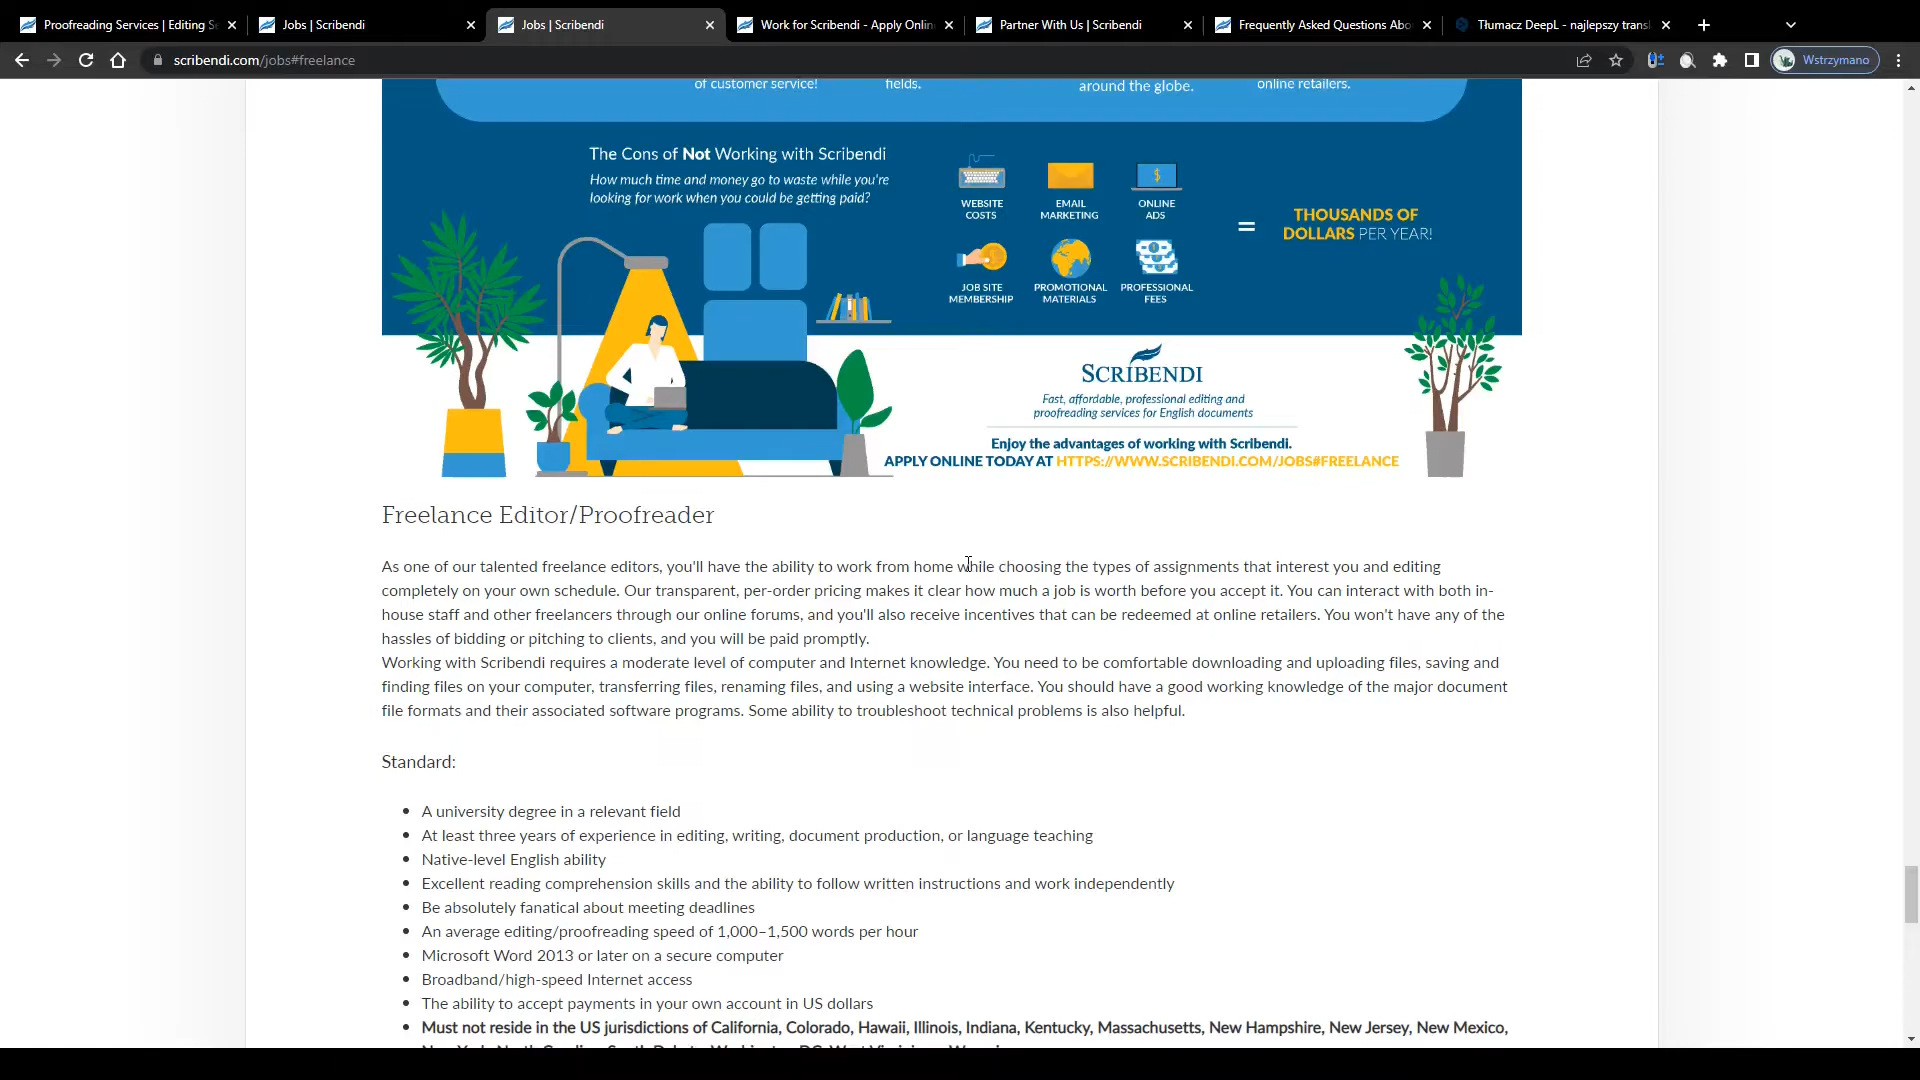 Proofreading Services | Editing S
Jobs | Scribendi
Jobs | Scribendi
Work for Scribendi - Apply Onlin
Partner With Us | Scribendi
Frequently Asked Questions Abo
Tłumacz DeepL - najlepszy trans
scribendi.com/jobs#freelance
Wstrzymano
of customer service!
fields.
around the globe.
online retailers.
The Cons of Not Working with Scribendi
How much time and money go to waste while you're
looking for work when you could be getting paid?
WEBSITE
COSTS
EMAIL
MARKETING
ONLINE
ADS
JOB SITE
MEMBERSHIP
PROMOTIONAL
MATERIALS
PROFESSIONAL
FEES
=
THOUSANDS OF
DOLLARS PER YEAR!
SCRIBENDI
Fast, affordable, professional editing and
proofreading services for English documents
Enjoy the advantages of working with Scribendi.
APPLY ONLINE TODAY AT HTTPS://WWW.SCRIBENDI.COM/JOBS#FREELANCE
Freelance Editor/Proofreader
As one of our talented freelance editors, you'll have the ability to work from home while choosing the types of assignments that interest you and editing
completely on your own schedule. Our transparent, per-order pricing makes it clear how much a job is worth before you accept it. You can interact with both in-
house staff and other freelancers through our online forums, and you'll also receive incentives that can be redeemed at online retailers. You won't have any of the
hassles of bidding or pitching to clients, and you will be paid promptly.
Working with Scribendi requires a moderate level of computer and Internet knowledge. You need to be comfortable downloading and uploading files, saving and
finding files on your computer, transferring files, renaming files, and using a website interface. You should have a good working knowledge of the major document
file formats and their associated software programs. Some ability to troubleshoot technical problems is also helpful.
Standard:
• A university degree in a relevant field
• At least three years of experience in editing, writing, document production, or language teaching
• Native-level English ability
• Excellent reading comprehension skills and the ability to follow written instructions and work independently
• Be absolutely fanatical about meeting deadlines
• An average editing/proofreading speed of 1,000–1,500 words per hour
• Microsoft Word 2013 or later on a secure computer
• Broadband/high-speed Internet access
• The ability to accept payments in your own account in US dollars
• Must not reside in the US jurisdictions of California, Colorado, Hawaii, Illinois, Indiana, Kentucky, Massachusetts, New Hampshire, New Jersey, New Mexico,